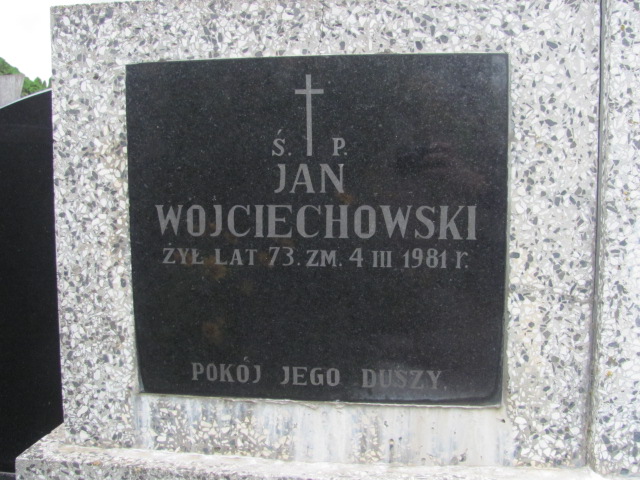 Ś. P.
JAN
WOJCIECHOWSKI
ŻYŁ LAT 73. ZM. 4 III 1981 r.
POKÓJ JEGO DUSZY.